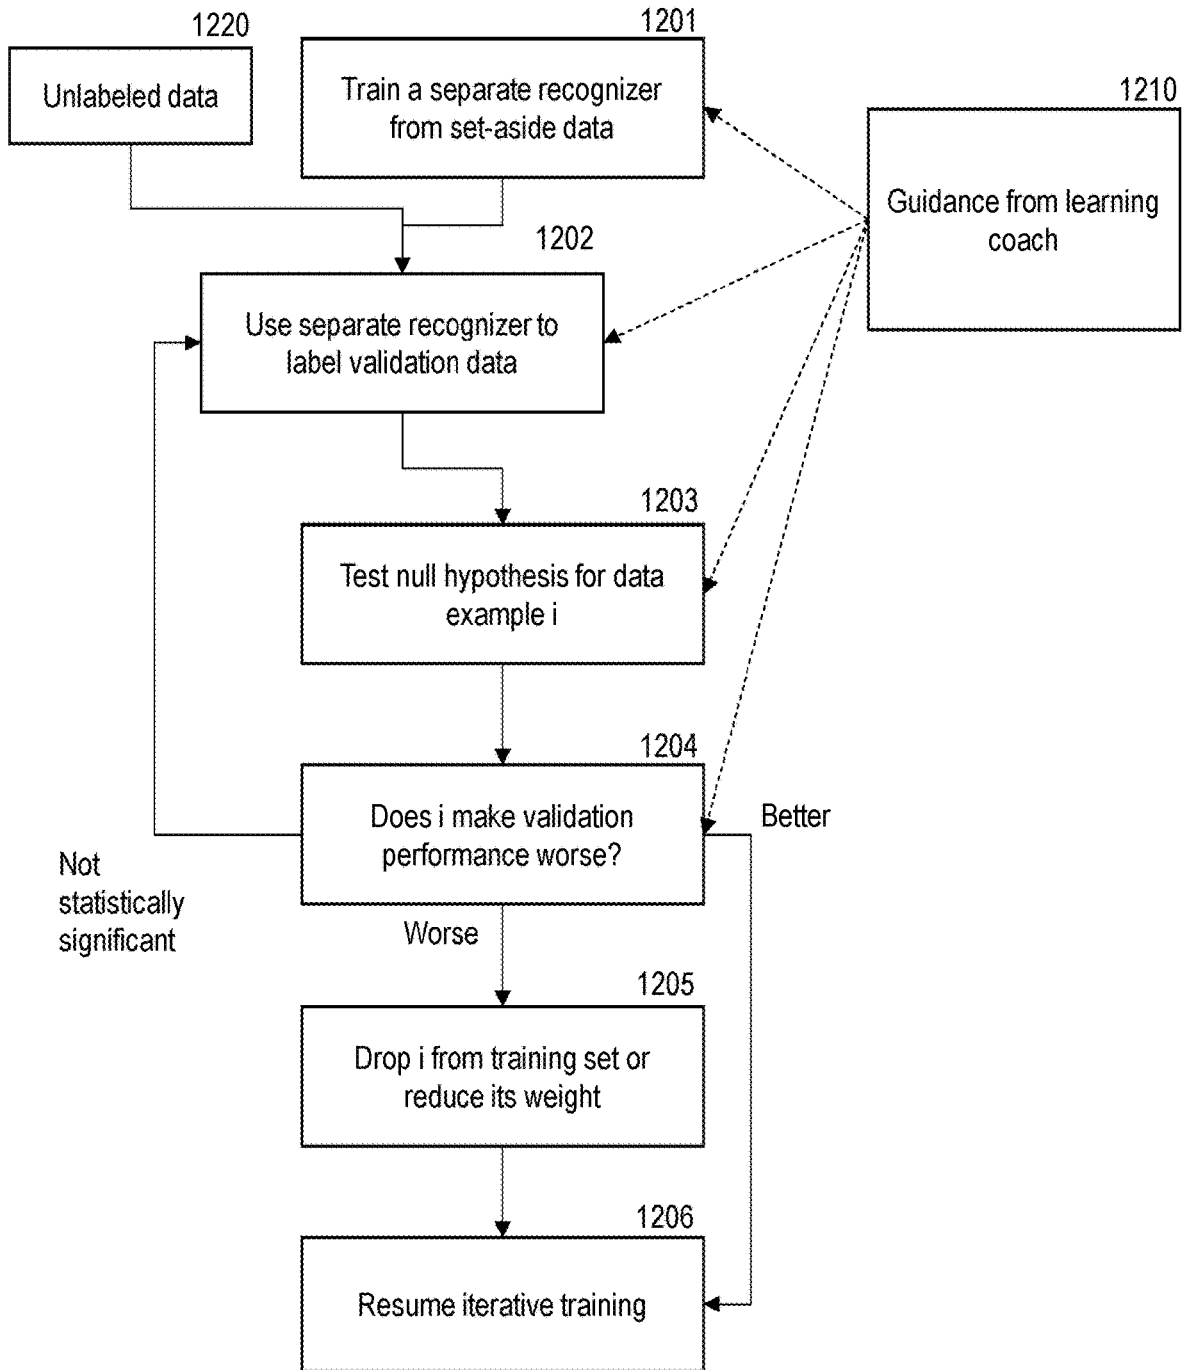 1220
Unlabeled data
1201
Train a separate recognizer
from set-aside data
1210
Guidance from learning
coach
1202
Use separate recognizer to
label validation data
1203
Test null hypothesis for data
example i
1204
Does i make validation
performance worse?
Better
Not
statistically
significant
Worse
1205
Drop i from training set or
reduce its weight
1206
Resume iterative training